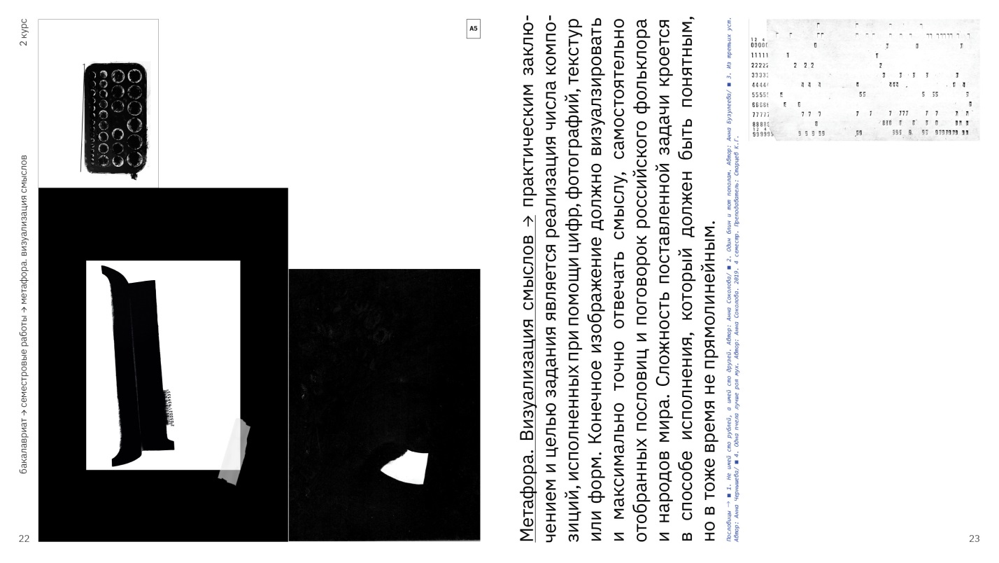 2 курс
бакалавриат → семестровые работы → метафора. визуализация смыслов
22
A5
Метафора. Визуализация смыслов → практическим заклю-
чением и целью задания является реализация числа компо-
зиций, исполненных при помощи цифр, фотографий, текстур
или форм. Конечное изображение должно визуализировать
и максимально точно отвечать смыслу, самостоятельно
отобранных пословиц и поговорок российского фольклора
и народов мира. Сложность поставленной задачи кроется
в способе исполнения, который должен быть понятным,
но в тоже время не прямолинейным.
Пословицы → ■ 1. Не имей сто рублей, а имей сто друзей. Автор: Анна Соколова/ ■ 2. Один блин и тот пополам. Автор: Анна Бузулеева/ ■ 3. Из третьих уст.
Автор: Анна Чернышева/ ■ 4. Одна пчела лучше роя мух. Автор: Анна Соколова. 2019. 4 семестр. Преподаватель: Старцев К.Г.
23